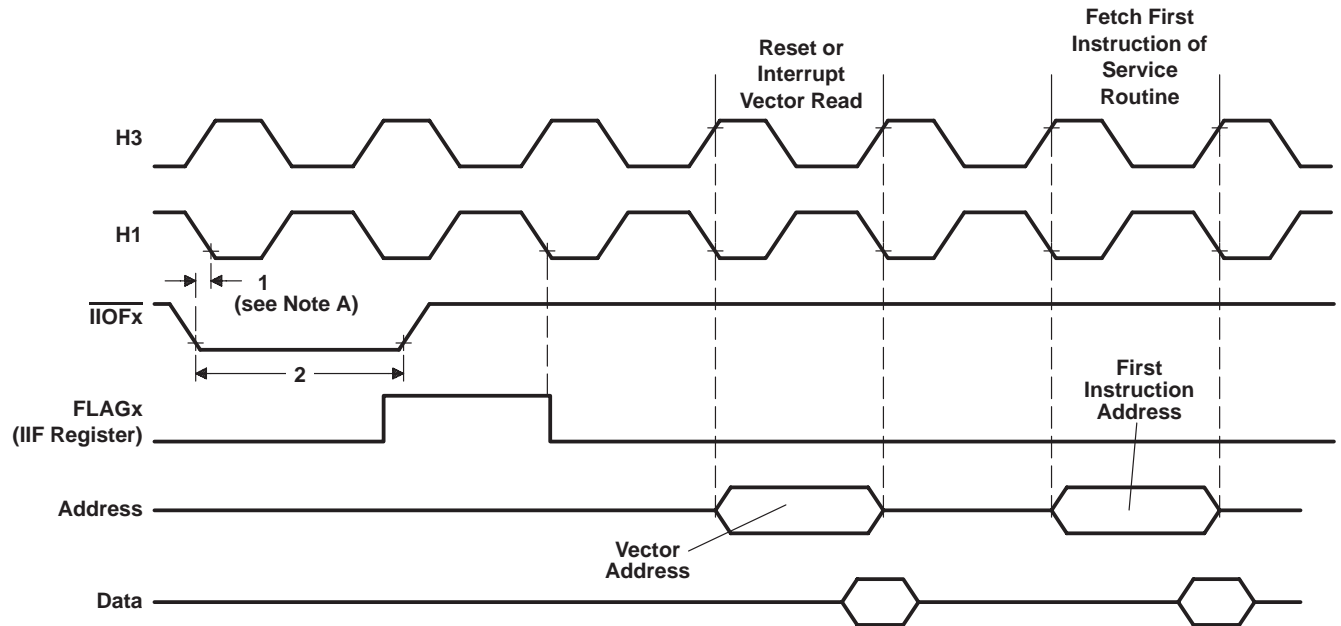 Fetch First
Instruction of
Service
Routine
Reset or
Interrupt
Vector Read
H3
H1
1
(see Note A)
IIOFx
2
FLAGx
(IIF Register)
First
Instruction
Address
Address
Vector
Address
Data